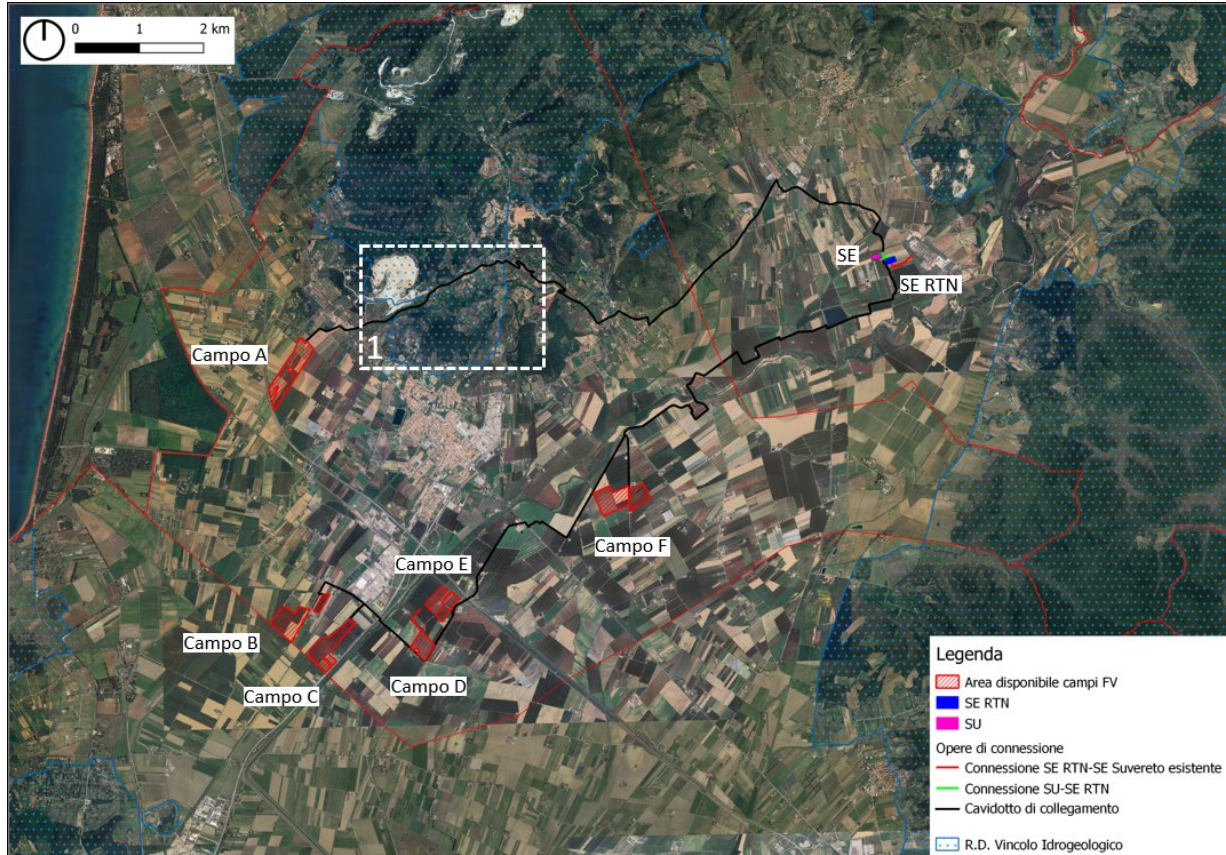 0 1 2 km
SE
SE RTN
1
Campo A
Campo F
Campo E
Campo B
Campo C
Campo D
Legenda
Area disponibile campi FV
SE RTN
SU
Opere di connessione
Connessione SE RTN-SE Suvereto esistente
Connessione SU-SE RTN
Cavidotto di collegamento
R.D. Vincolo Idrogeologico